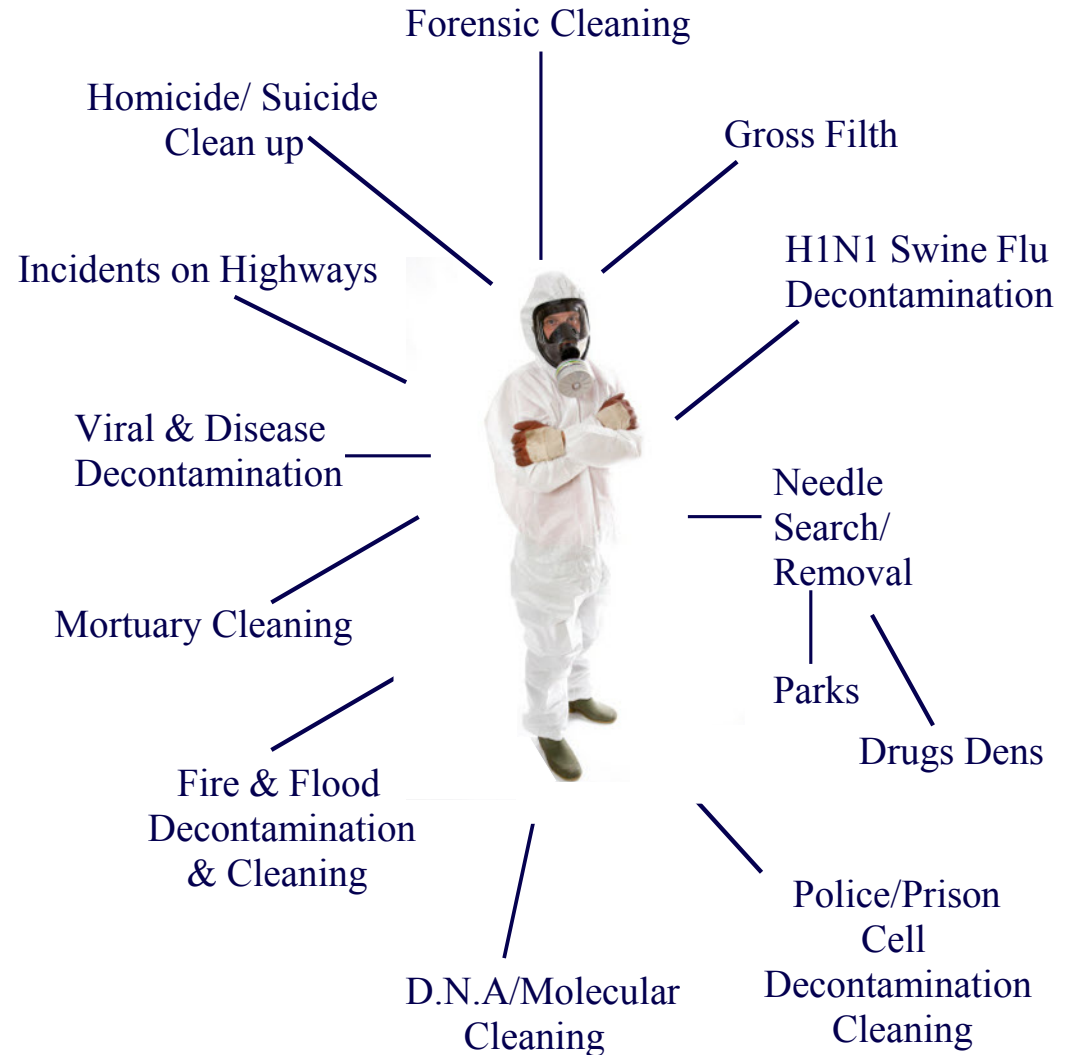 Forensic Cleaning
Homicide/ Suicide
Clean up
Gross Filth
H1N1 Swine Flu
Decontamination
Incidents on Highways
Viral & Disease
Decontamination
Needle
Search/
Removal
Mortuary Cleaning
Parks
Drugs Dens
Fire & Flood
Decontamination
& Cleaning
Police/Prison
Cell
Decontamination
Cleaning
D.N.A/Molecular
Cleaning